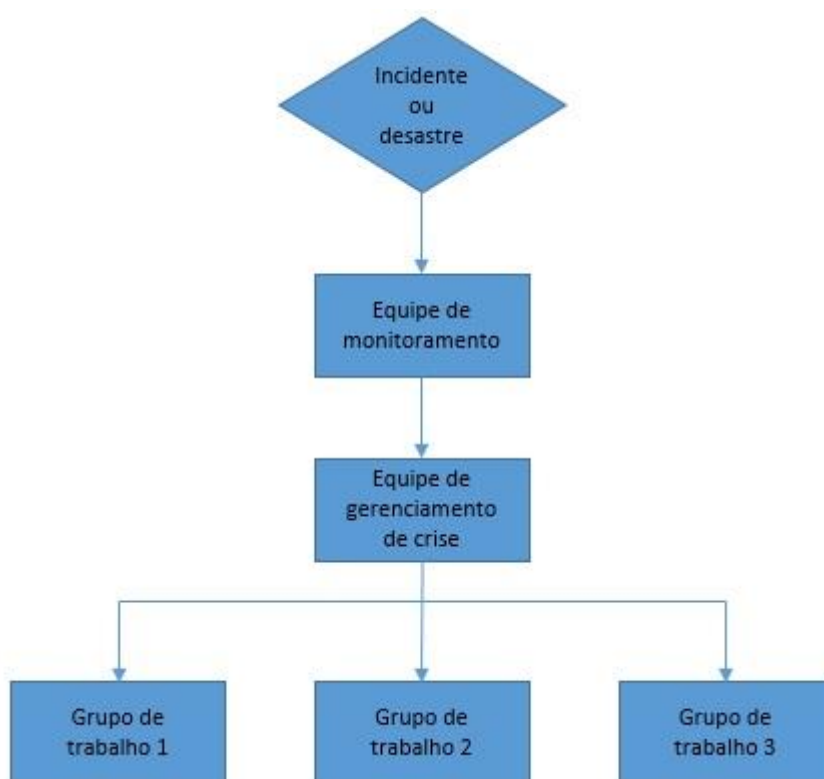 Incidente
ou
desastre
Equipe de
monitoramento
Equipe de
gerenciamento
de crise
Grupo de
trabalho 1
Grupo de
trabalho 2
Grupo de
trabalho 3